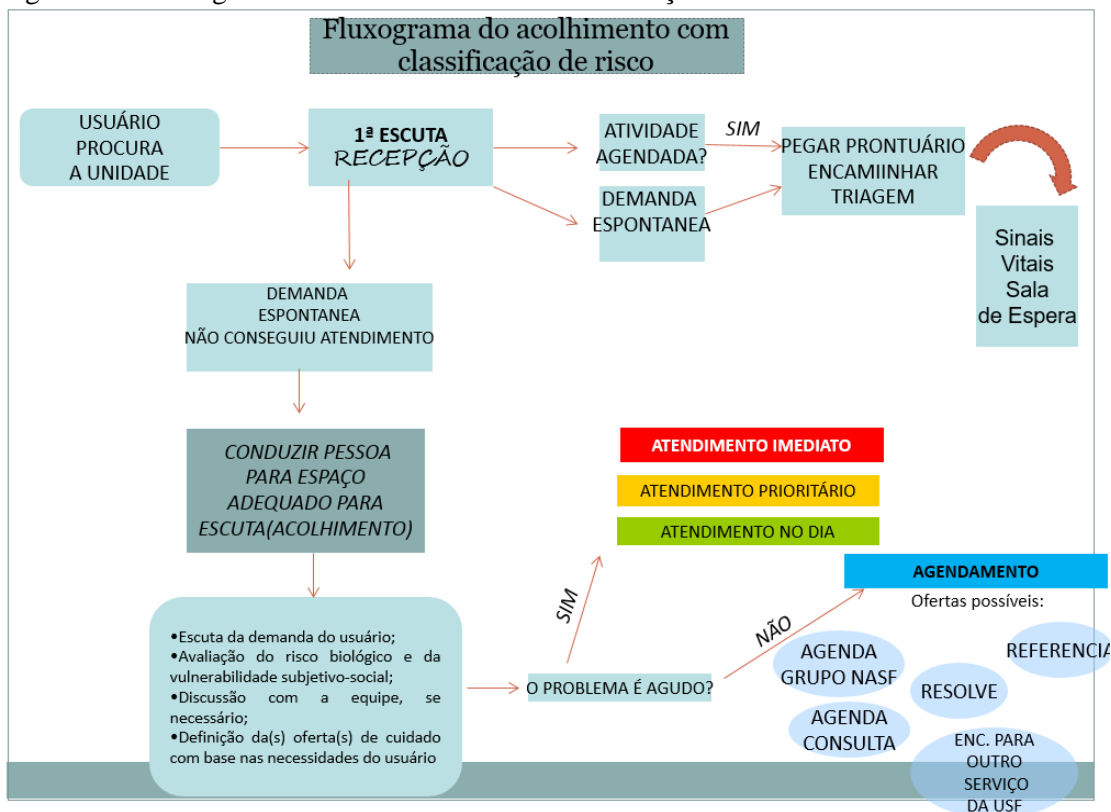 Fluxograma do acolhimento com
classificação de risco
USUÁRIO
PROCURA
A UNIDADE
1ª ESCUTA
RECEPÇÃO
ATIVIDADE
AGENDADA?
SIM
PEGAR PRONTUÁRIO
ENCAMIINHAR
TRIAGEM
DEMANDA
ESPONTANEA
Sinais
Vitais
Sala
de Espera
DEMANDA
ESPONTANEA
NÃO CONSEGUIU ATENDIMENTO
CONDUZIR PESSOA
PARA ESPAÇO
ADEQUADO PARA
ESCUTA(ACOLHIMENTO)
•Escuta da demanda do usuário;
•Avaliação do risco biológico e da
vulnerabilidade subjetivo-social;
•Discussão com a equipe, se
necessário;
•Definição da(s) oferta(s) de cuidado
com base nas necessidades do usuário
O PROBLEMA É AGUDO?
SIM
ATENDIMENTO IMEDIATO
ATENDIMENTO PRIORITÁRIO
ATENDIMENTO NO DIA
NÃO
AGENDAMENTO
Ofertas possíveis:
AGENDA
GRUPO NASF
RESOLVE
REFERENCIA
AGENDA
CONSULTA
ENC. PARA
OUTRO
SERVIÇO
DA USF